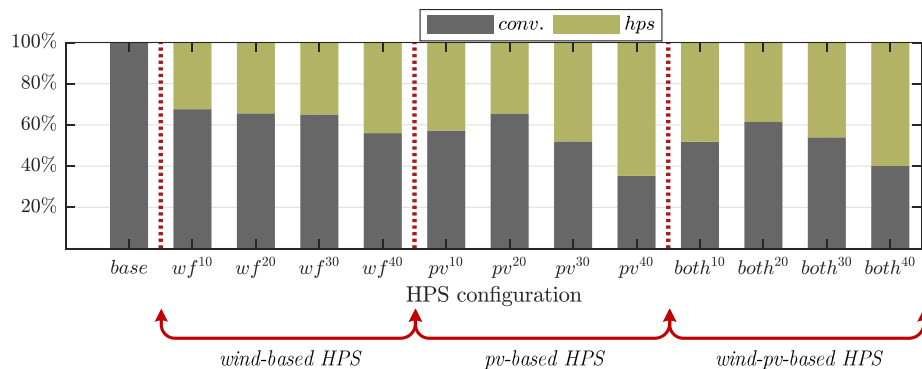 conv. hps
100%
80%
60%
40%
20%
base wf¹⁰ wf²⁰ wf³⁰ wf⁴⁰ pv¹⁰ pv²⁰ pv³⁰ pv⁴⁰ both¹⁰ both²⁰ both³⁰ both⁴⁰
HPS configuration
wind-based HPS pv-based HPS wind-pv-based HPS